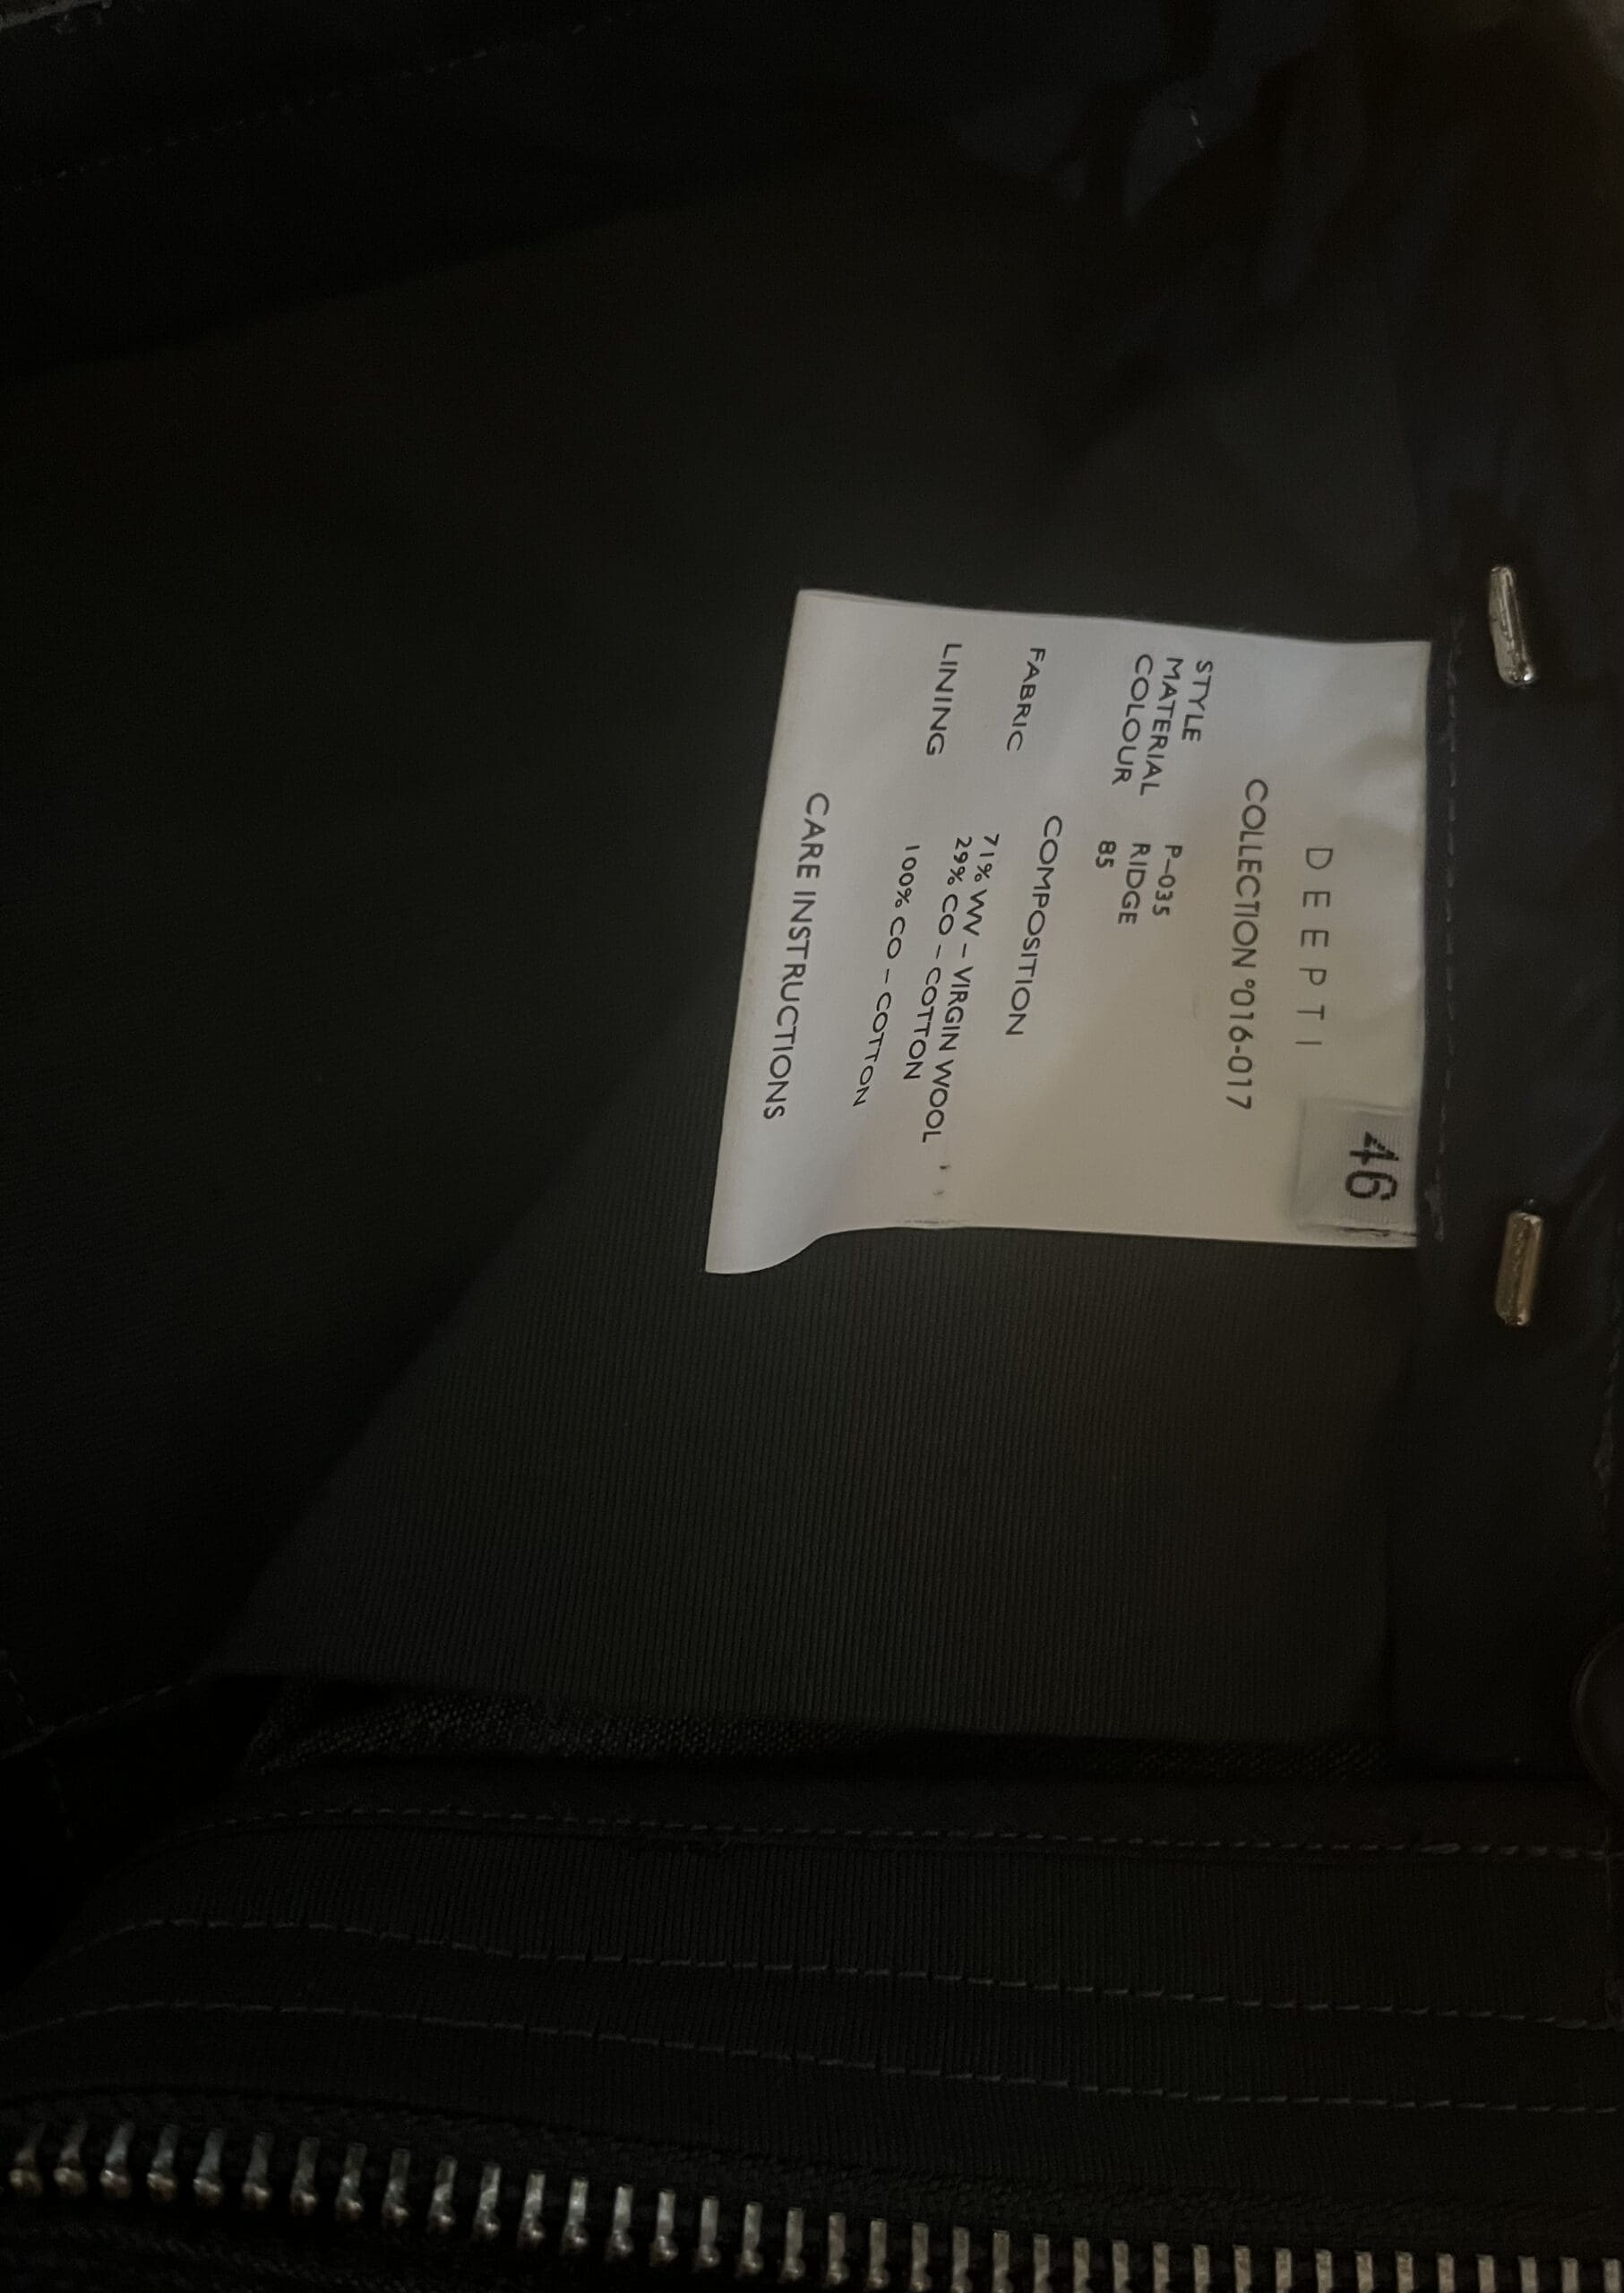 46
DEEPTI
COLLECTION °016-017
STYLE P-035
MATERIAL RIDGE
COLOUR 85
COMPOSITION
FABRIC 71% WV - VIRGIN WOOL
29% CO - COTTON
LINING 100% CO - COTTON
CARE INSTRUCTIONS